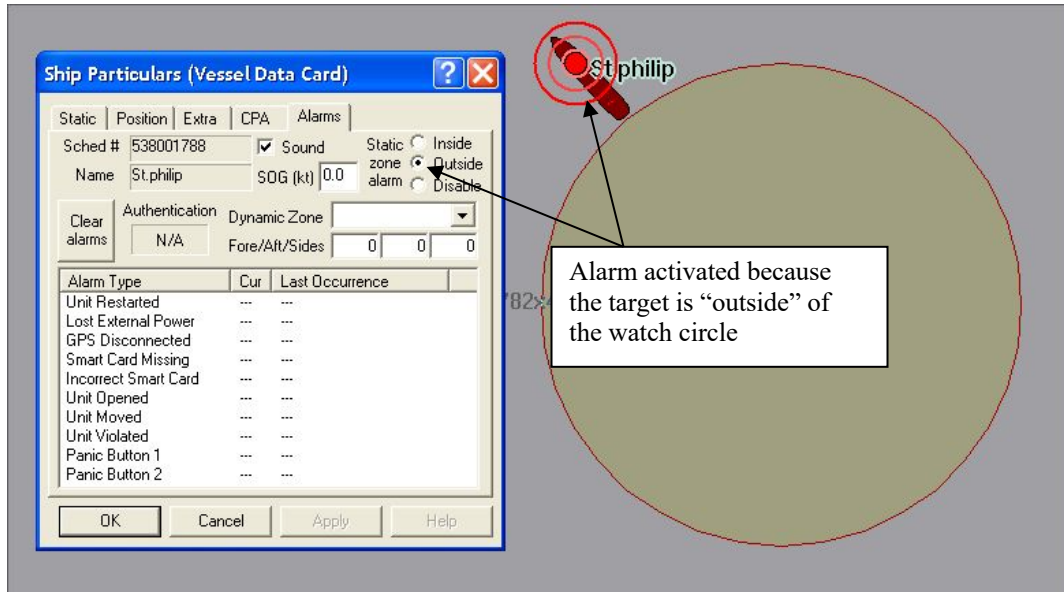 Ship Particulars (Vessel Data Card)
Static Position Extra CPA Alarms
Sched # 538001788 Sound
Name St.philip SOG (kt) 0.0
Static zone alarm
Inside
Outside
Disable
Clear alarms
Authentication
N/A
Dynamic Zone
Fore/Aft/Sides 0 0 0
Alarm Type Cur Last Occurrence
Unit Restarted --- ---
Lost External Power --- ---
GPS Disconnected --- ---
Smart Card Missing --- ---
Incorrect Smart Card --- ---
Unit Opened --- ---
Unit Moved --- ---
Unit Violated --- ---
Panic Button 1 --- ---
Panic Button 2 --- ---
OK Cancel Apply Help
St.philip
Alarm activated because
the target is “outside” of
the watch circle